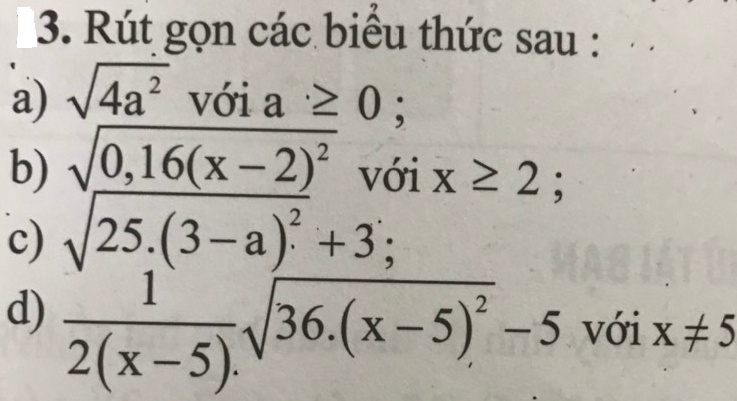 3. Rút gọn các biểu thức sau :
a) √4a² với a ≥ 0 ;
b) √0,16(x – 2)² với x ≥ 2 ;
c) √25.(3 – a)² + 3 ;
d) 1/2(x – 5). √36.(x – 5)² – 5 với x ≠ 5